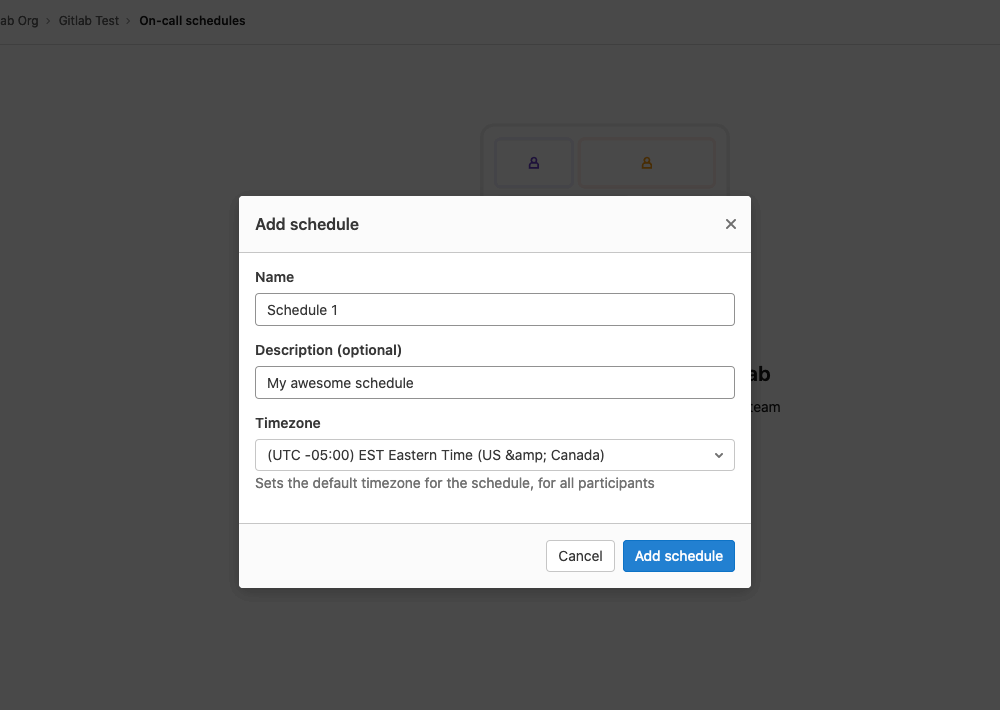 ab Org › Gitlab Test › On-call schedules
Add schedule
Name
Schedule 1
Description (optional)
My awesome schedule
Timezone
(UTC -05:00) EST Eastern Time (US &amp; Canada)
Sets the default timezone for the schedule, for all participants
Cancel
Add schedule
ab
team